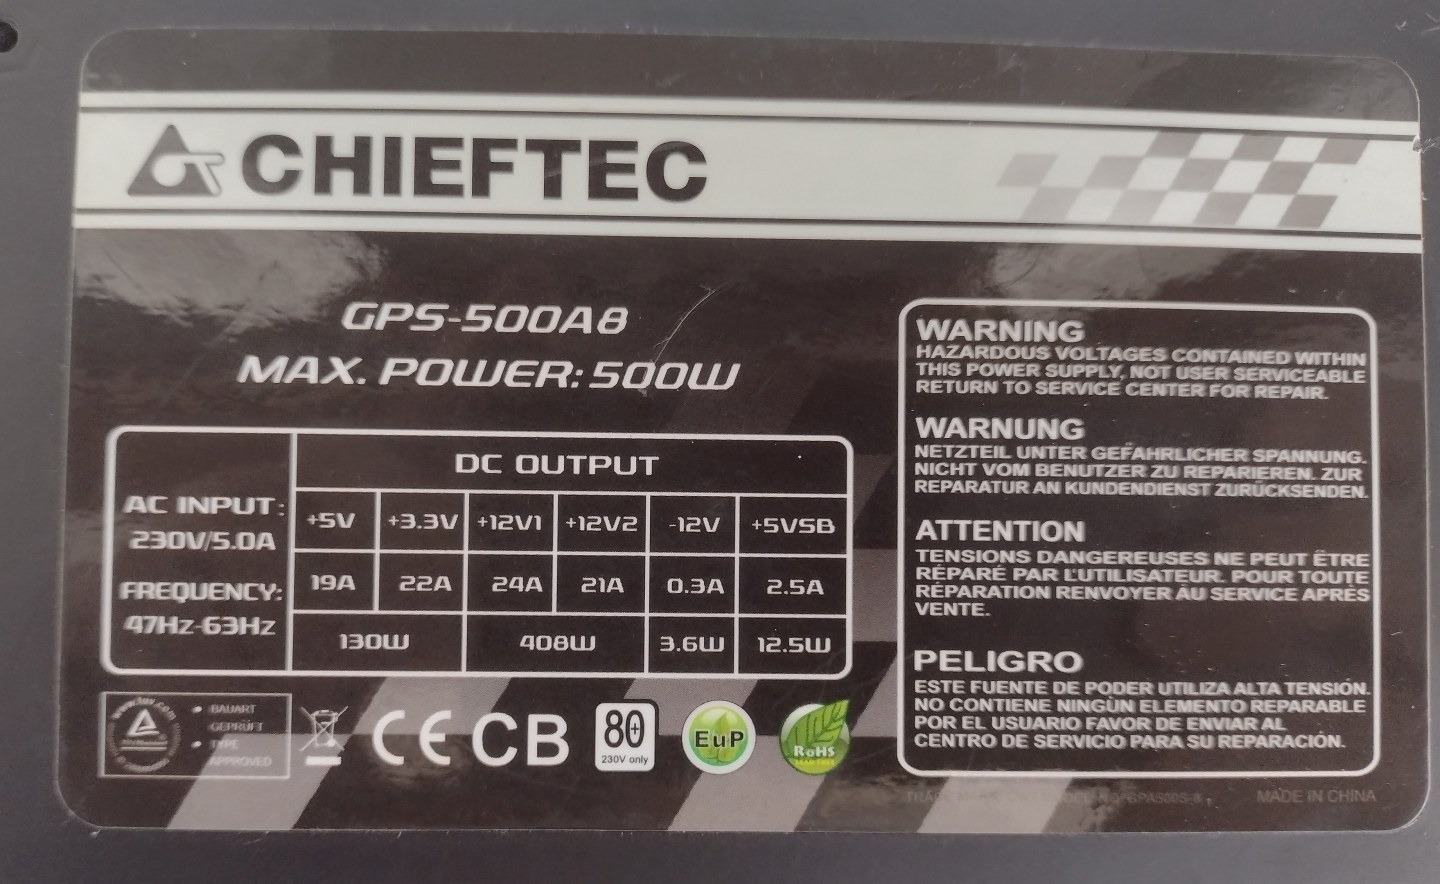 CHIEFTEC
GPS-500A8
MAX. POWER: 500W
AC INPUT:
230V/5.0A
FREQUENCY:
47Hz-63Hz
DC OUTPUT
+5V +3.3V +12V1 +12V2 -12V +5VSB
19A 22A 24A 21A 0.3A 2.5A
130W 408W 3.6W 12.5W
BAUART
GEPRÜFT
TYPE
APPROVED
CE CB
80+
230V only
EuP
RoHS
LEAD FREE
WARNING
HAZARDOUS VOLTAGES CONTAINED WITHIN
THIS POWER SUPPLY, NOT USER SERVICEABLE
RETURN TO SERVICE CENTER FOR REPAIR.
WARNUNG
NETZTEIL UNTER GEFÄHRLICHER SPANNUNG.
NICHT VOM BENUTZER ZU REPARIEREN. ZUR
REPARATUR AN KUNDENDIENST ZURÜCKSENDEN.
ATTENTION
TENSIONS DANGEREUSES NE PEUT ÊTRE
RÉPARÉ PAR L'UTILISATEUR. POUR TOUTE
RÉPARATION RENVOYER AU SERVICE APRÉS
VENTE.
PELIGRO
ESTE FUENTE DE PODER UTILIZA ALTA TENSIÓN.
NO CONTIENE NINGÚN ELEMENTO REPARABLE
POR EL USUARIO FAVOR DE ENVIAR AL
CENTRO DE SERVICIO PARA SU REPARACIÓN.
MADE IN CHINA